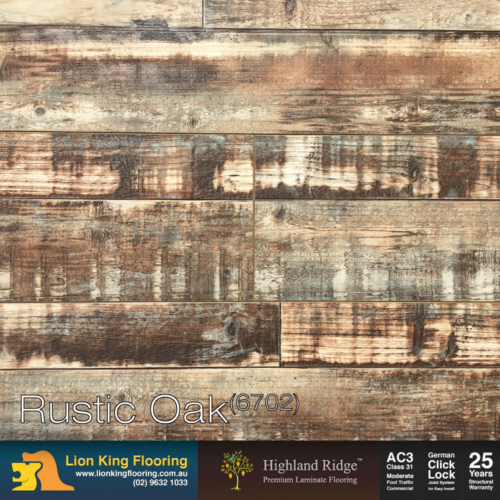 Rustic Oak (6702)
Lion King Flooring
www.lionkingflooring.com.au
(02) 9632 1033
Highland Ridge™
Premium Laminate Flooring
AC3
Class 31
Moderate
Foot Traffic
Commercial
German
Click
Lock
Joint System
for Easy Install
25
Years
Structural
Warranty